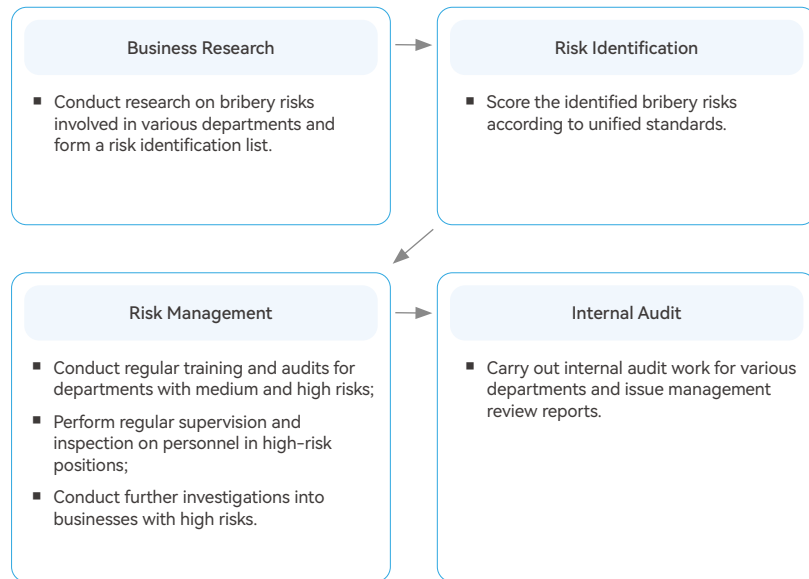 Business Research
■ Conduct research on bribery risks
involved in various departments and
form a risk identification list.
Risk Identification
■ Score the identified bribery risks
according to unified standards.
Risk Management
■ Conduct regular training and audits for
departments with medium and high risks;
■ Perform regular supervision and
inspection on personnel in high-risk
positions;
■ Conduct further investigations into
businesses with high risks.
Internal Audit
■ Carry out internal audit work for various
departments and issue management
review reports.